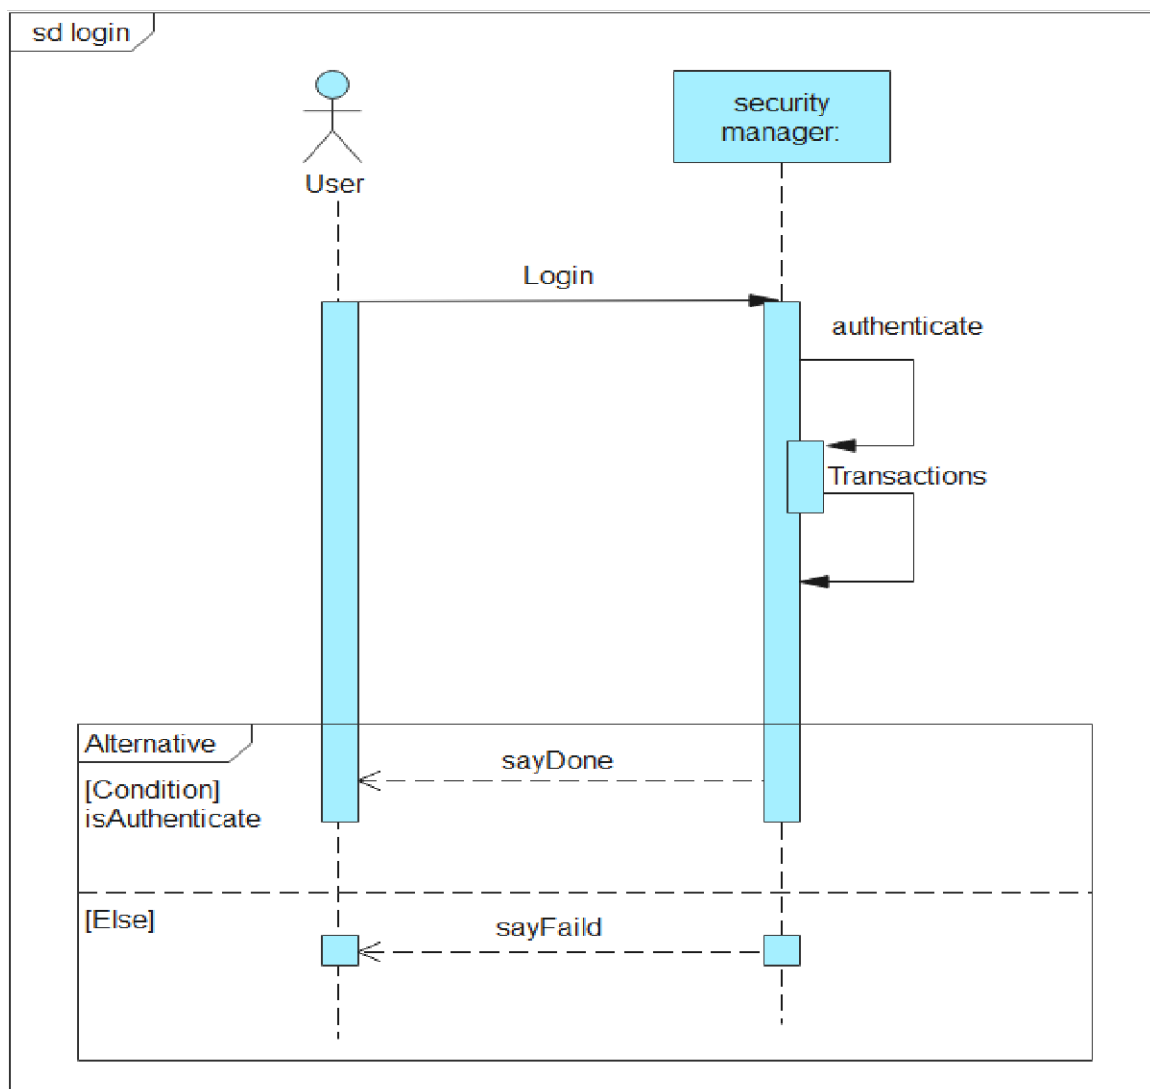 sd login
security
manager:
User
Login
authenticate
Transactions
Alternative
sayDone
[Condition]
isAuthenticate
[Else]
sayFaild